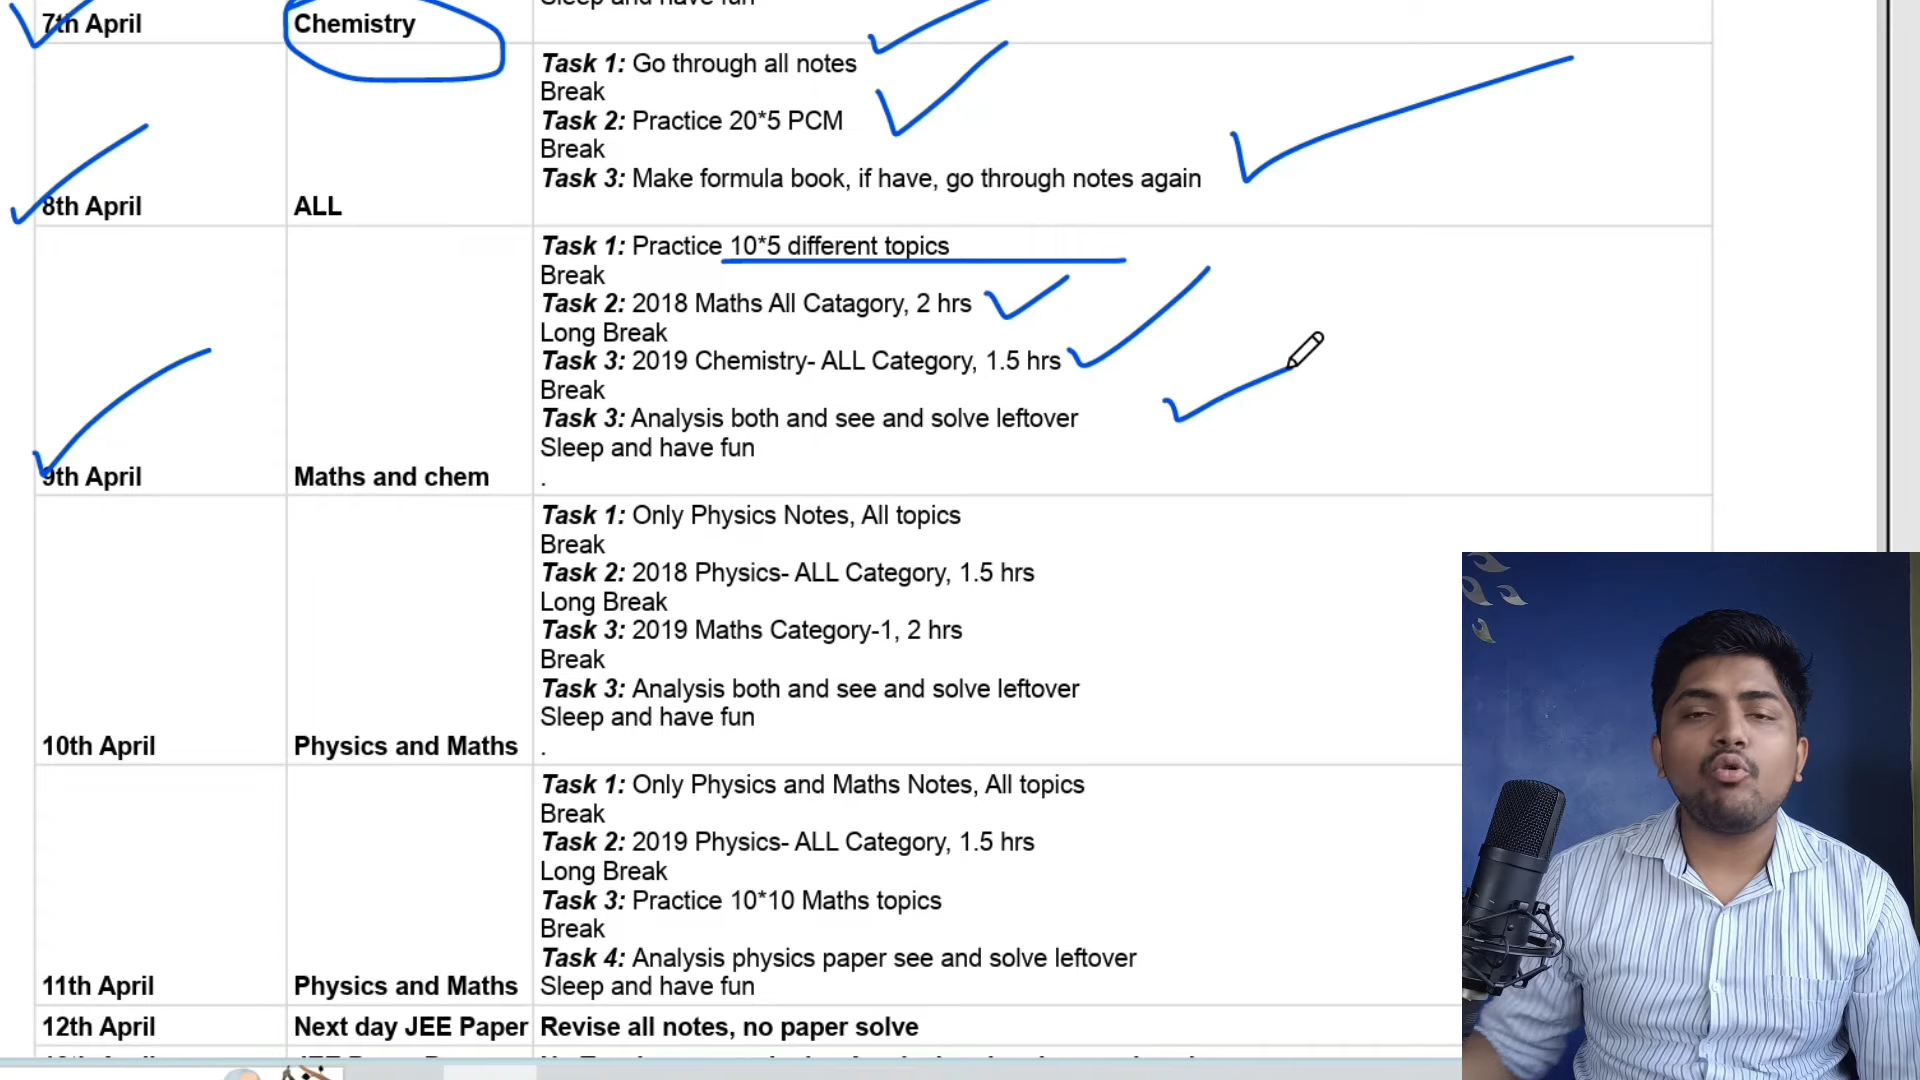 Sleep and have fun
7th April
Chemistry
Task 1: Go through all notes
Break
Task 2: Practice 20*5 PCM
Break
Task 3: Make formula book, if have, go through notes again
8th April
ALL
Task 1: Practice 10*5 different topics
Break
Task 2: 2018 Maths All Catagory, 2 hrs
Long Break
Task 3: 2019 Chemistry- ALL Category, 1.5 hrs
Break
Task 3: Analysis both and see and solve leftover
Sleep and have fun
9th April
Maths and chem
.
Task 1: Only Physics Notes, All topics
Break
Task 2: 2018 Physics- ALL Category, 1.5 hrs
Long Break
Task 3: 2019 Maths Category-1, 2 hrs
Break
Task 3: Analysis both and see and solve leftover
Sleep and have fun
10th April
Physics and Maths
.
Task 1: Only Physics and Maths Notes, All topics
Break
Task 2: 2019 Physics- ALL Category, 1.5 hrs
Long Break
Task 3: Practice 10*10 Maths topics
Break
Task 4: Analysis physics paper see and solve leftover
11th April
Physics and Maths
Sleep and have fun
12th April
Next day JEE Paper
Revise all notes, no paper solve